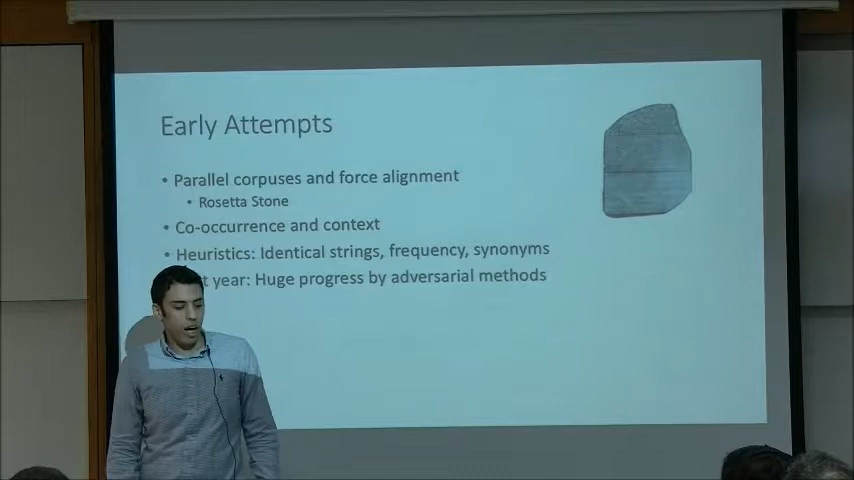 Early Attempts
• Parallel corpuses and force alignment
• Rosetta Stone
• Co-occurrence and context
• Heuristics: Identical strings, frequency, synonyms
year: Huge progress by adversarial methods